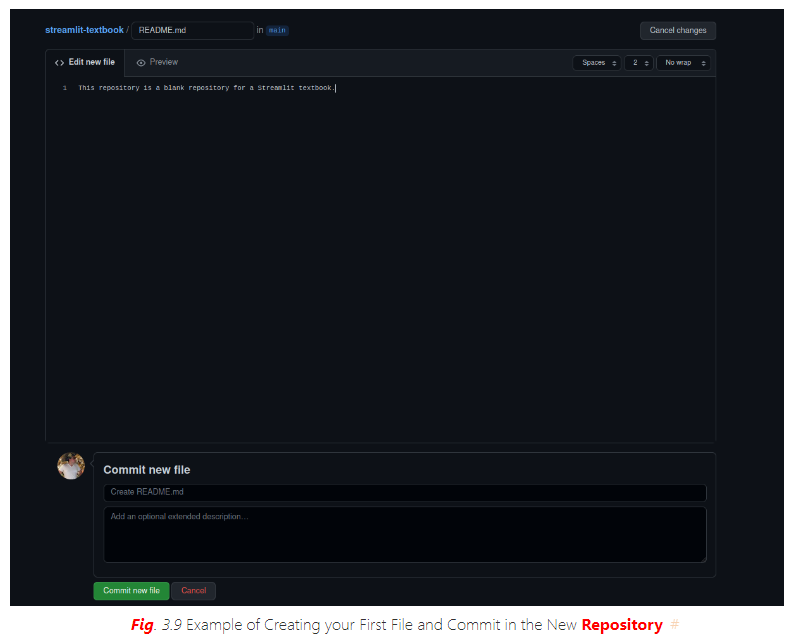 streamlit-textbook / README.md in main Cancel changes
Edit new file Preview Spaces 2 No wrap
1 This repository is a blank repository for a Streamlit textbook.
Commit new file
Create README.md
Add an optional extended description...
Commit new file Cancel
Fig. 3.9 Example of Creating your First File and Commit in the New Repository #